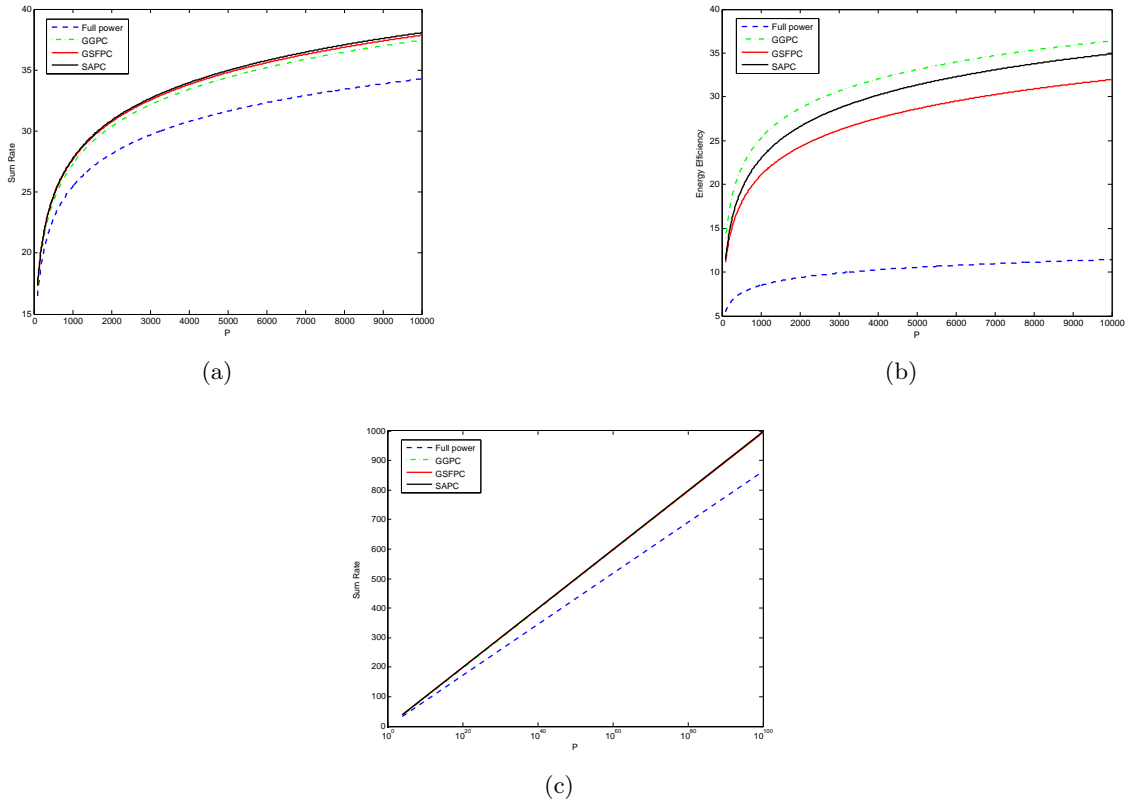 40
35
30
25
20
15
Sum Rate
Full power
GGPC
GSFPC
SAPC
0 1000 2000 3000 4000 5000 6000 7000 8000 9000 10000
P
(a)
40
35
30
25
20
15
10
5
Energy Efficiency
Full power
GGPC
GSFPC
SAPC
0 1000 2000 3000 4000 5000 6000 7000 8000 9000 10000
P
(b)
1000
900
800
700
600
500
400
300
200
100
0
Sum Rate
Full power
GGPC
GSFPC
SAPC
10^0 10^20 10^40 10^60 10^80 10^100
P
(c)